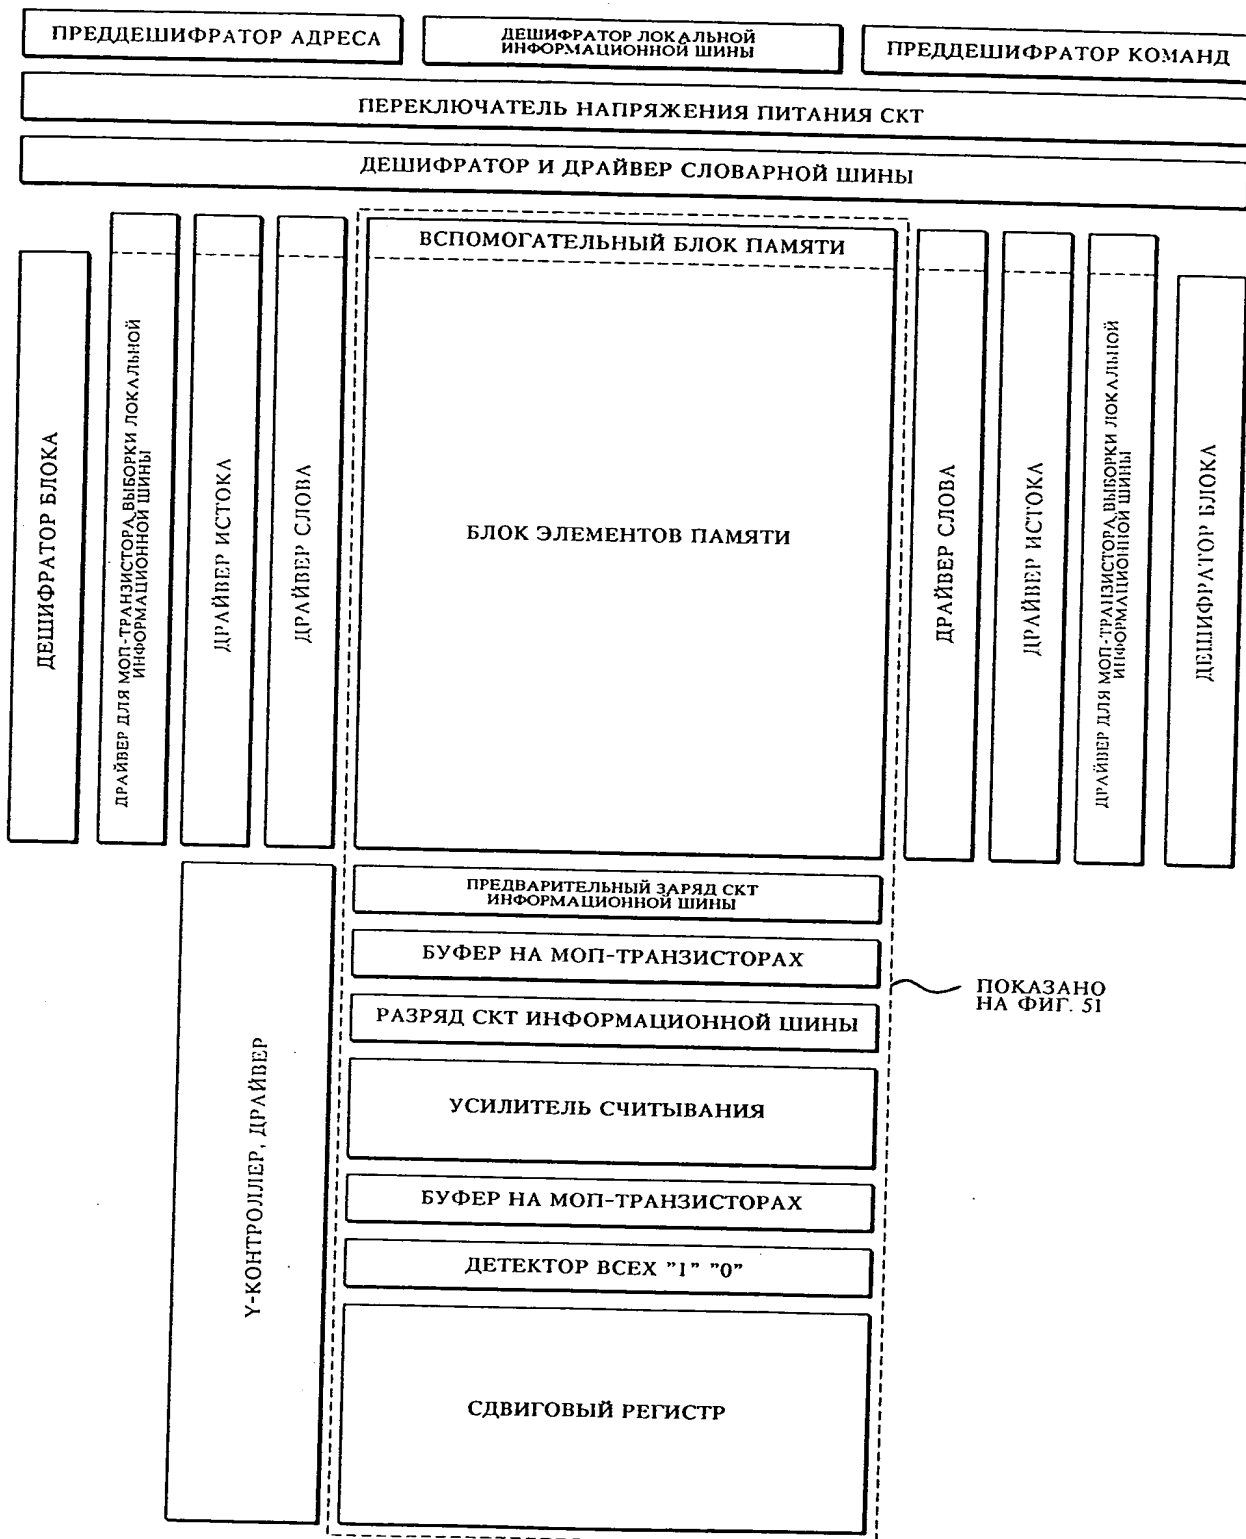 ПРЕДДЕШИФРАТОР АДРЕСА
ДЕШИФРАТОР ЛОКАЛЬНОЙ
ИНФОРМАЦИОННОЙ ШИНЫ
ПРЕДДЕШИФРАТОР КОМАНД
ПЕРЕКЛЮЧАТЕЛЬ НАПРЯЖЕНИЯ ПИТАНИЯ СКТ
ДЕШИФРАТОР И ДРАЙВЕР СЛОВАРНОЙ ШИНЫ
ДЕШИФРАТОР БЛОКА
ДРАЙВЕР ДЛЯ МОП-ТРАНЗИСТОРА ВЫБОРКИ ЛОКАЛЬНОЙ
ИНФОРМАЦИОННОЙ ШИНЫ
ДРАЙВЕР ИСТОКА
ДРАЙВЕР СЛОВА
ВСПОМОГАТЕЛЬНЫЙ БЛОК ПАМЯТИ
БЛОК ЭЛЕМЕНТОВ ПАМЯТИ
ДРАЙВЕР СЛОВА
ДРАЙВЕР ИСТОКА
ДРАЙВЕР ДЛЯ МОП-ТРАНЗИСТОРА ВЫБОРКИ ЛОКАЛЬНОЙ
ИНФОРМАЦИОННОЙ ШИНЫ
ДЕШИФРАТОР БЛОКА
Y-КОНТРОЛЛЕР, ДРАЙВЕР
ПРЕДВАРИТЕЛЬНЫЙ ЗАРЯД СКТ
ИНФОРМАЦИОННОЙ ШИНЫ
БУФЕР НА МОП-ТРАНЗИСТОРАХ
РАЗРЯД СКТ ИНФОРМАЦИОННОЙ ШИНЫ
УСИЛИТЕЛЬ СЧИТЫВАНИЯ
БУФЕР НА МОП-ТРАНЗИСТОРАХ
ДЕТЕКТОР ВСЕХ "1" "0"
СДВИГОВЫЙ РЕГИСТР
ПОКАЗАНО
НА ФИГ. 51